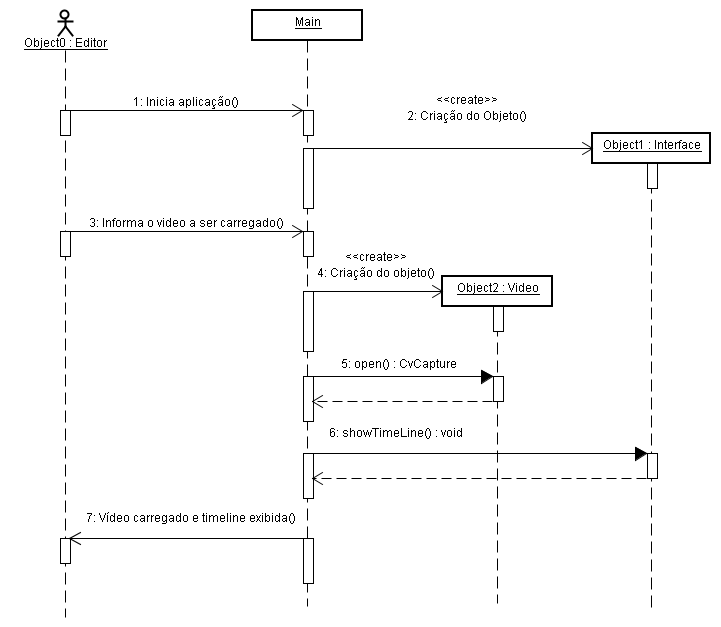 Object0 : Editor
Main
1: Inicia aplicação()
<<create>>
2: Criação do Objeto()
Object1 : Interface
3: Informa o video a ser carregado()
<<create>>
4: Criação do objeto()
Object2 : Video
5: open() : CvCapture
6: showTimeLine() : void
7: Vídeo carregado e timeline exibida()